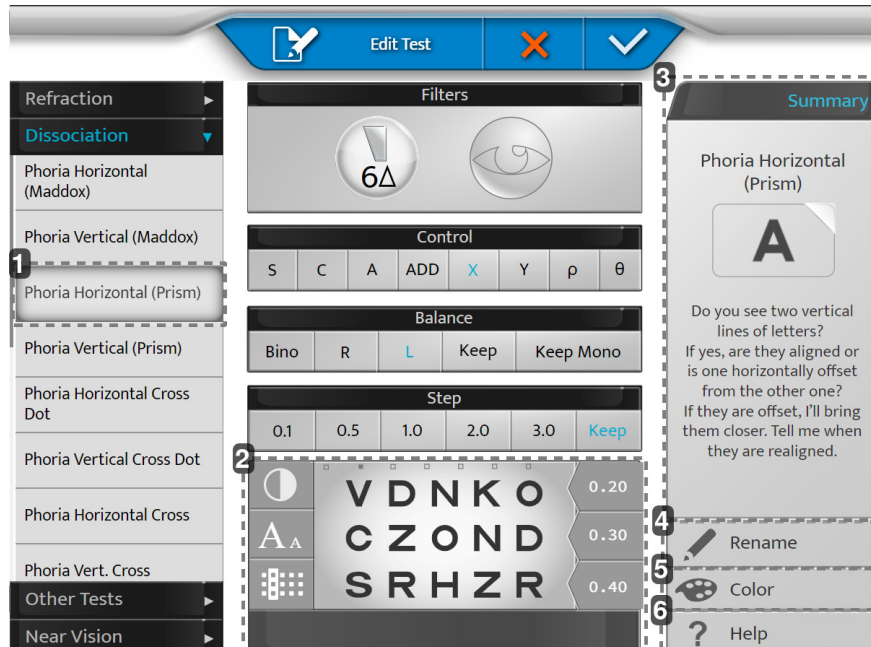 Edit Test
3
Refraction
Dissociation
Phoria Horizontal
(Maddox)
Phoria Vertical (Maddox)
1
Phoria Horizontal (Prism)
Phoria Vertical (Prism)
Phoria Horizontal Cross
Dot
Phoria Vertical Cross Dot
Phoria Horizontal Cross
Phoria Vert. Cross
Other Tests
Near Vision
Filters
6Δ
Control
S C A ADD X Y ρ θ
Balance
Bino R L Keep Keep Mono
Step
0.1 0.5 1.0 2.0 3.0 Keep
2
V D N K O 0.20
A A C Z O N D 0.30
S R H Z R 0.40
Summary
Phoria Horizontal
(Prism)
A
Do you see two vertical
lines of letters?
If yes, are they aligned or
is one horizontally offset
from the other one?
If they are offset, I'll bring
them closer. Tell me when
they are realigned.
4
Rename
5
Color
6
? Help